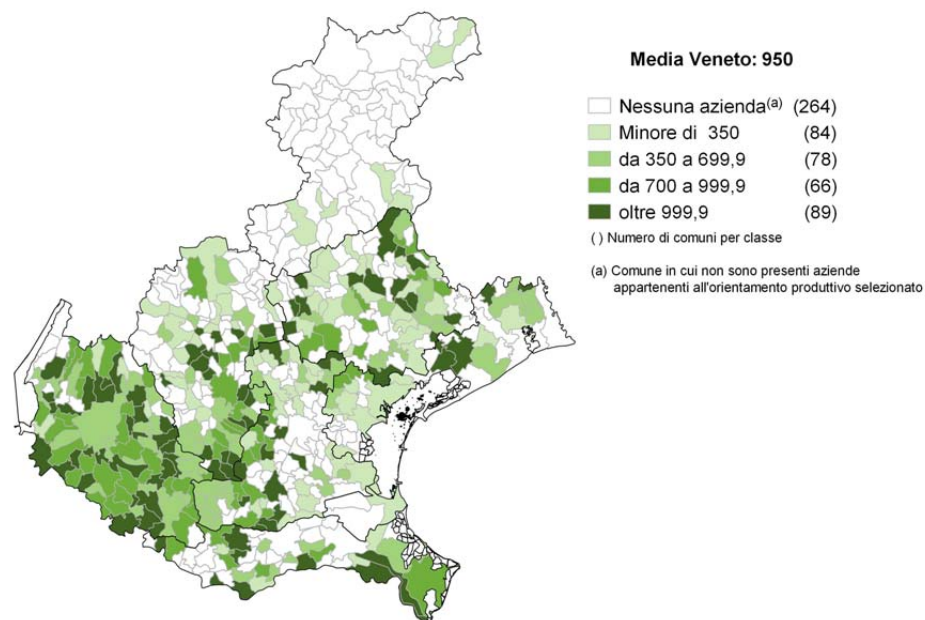 Media Veneto: 950
Nessuna azienda(a) (264)
Minore di 350 (84)
da 350 a 699,9 (78)
da 700 a 999,9 (66)
oltre 999,9 (89)
( ) Numero di comuni per classe
(a) Comune in cui non sono presenti aziende
appartenenti all'orientamento produttivo selezionato